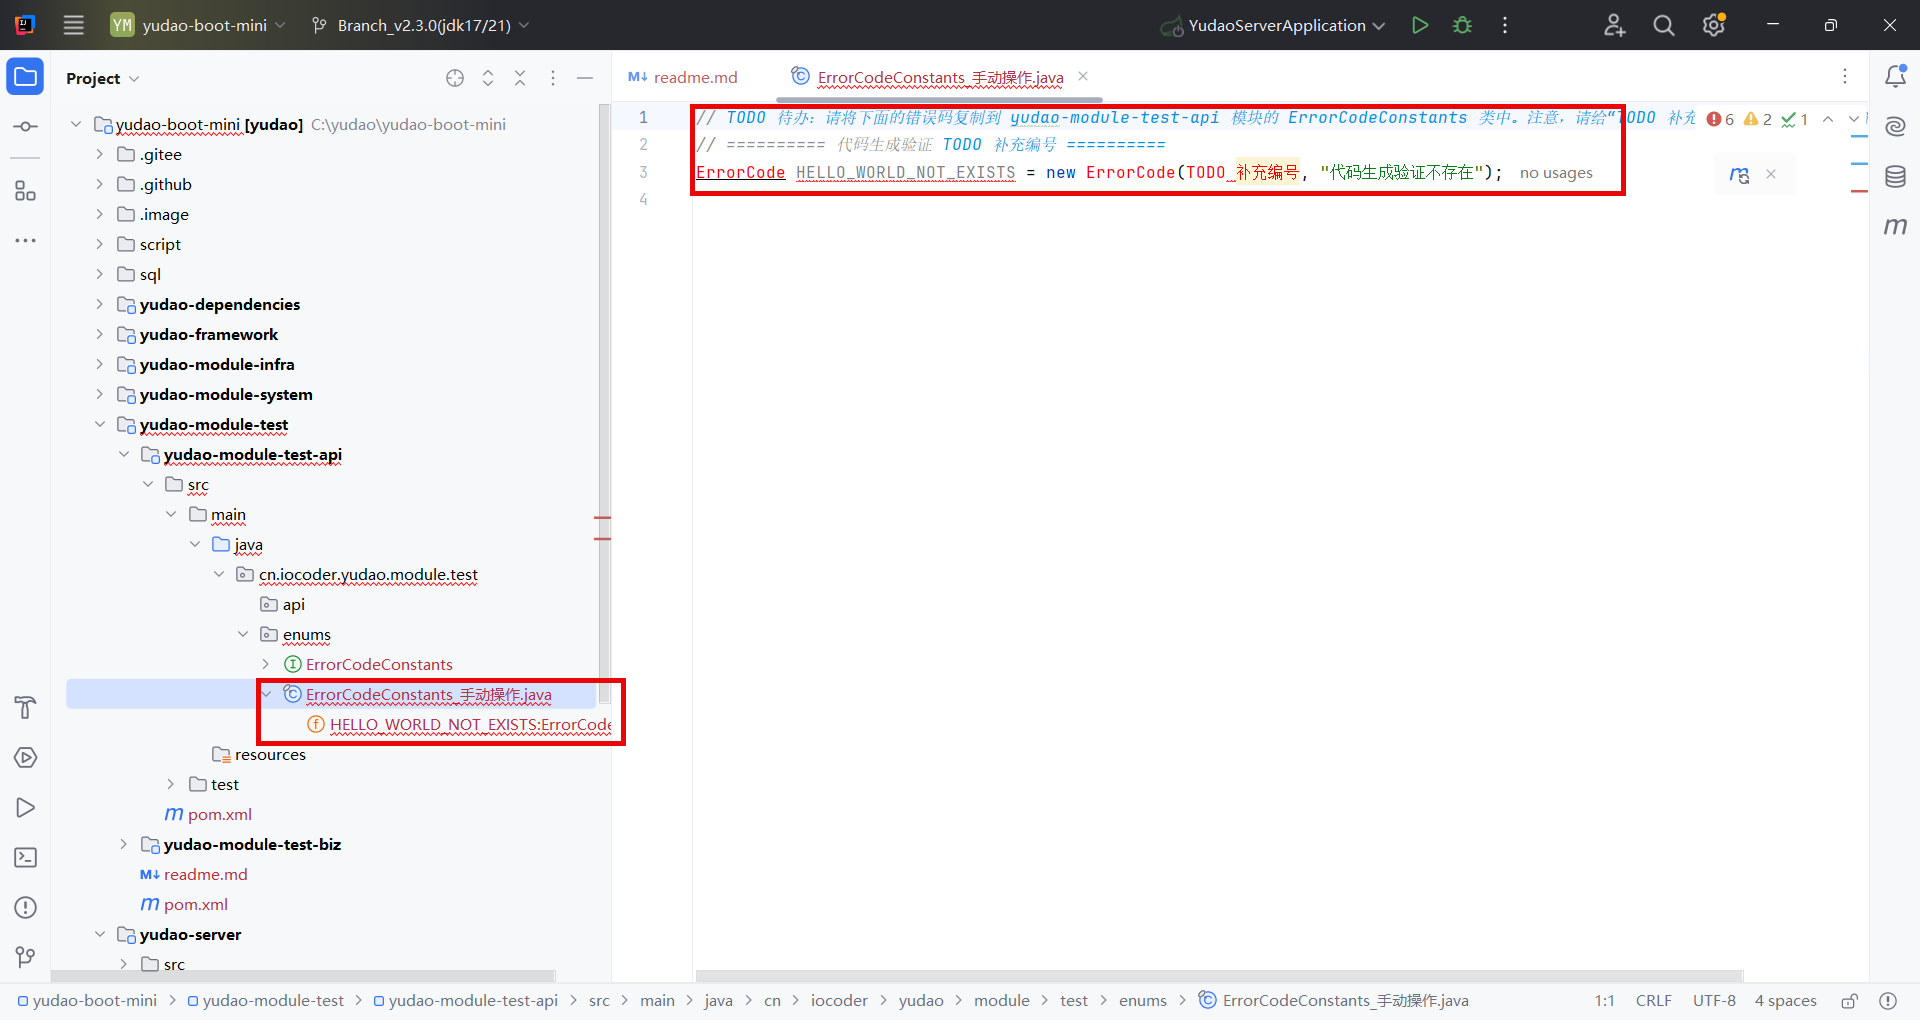 YM yudao-boot-mini Branch_v2.3.0(jdk17/21) YudaoServerApplication
Project
yudao-boot-mini [yudao] C:\yudao\yudao-boot-mini
.gitee
.github
.image
script
sql
yudao-dependencies
yudao-framework
yudao-module-infra
yudao-module-system
yudao-module-test
yudao-module-test-api
src
main
java
cn.iocoder.yudao.module.test
api
enums
ErrorCodeConstants
ErrorCodeConstants_手动操作.java
HELLO_WORLD_NOT_EXISTS:ErrorCode
resources
test
pom.xml
yudao-module-test-biz
readme.md
pom.xml
yudao-server
src
readme.md ErrorCodeConstants_手动操作.java
1 // TODO 待办：请将下面的错误码复制到 yudao-module-test-api 模块的 ErrorCodeConstants 类中。注意，请给“TODO 补充 6 2 1
2 // ========== 代码生成验证 TODO 补充编号 ==========
3 ErrorCode HELLO_WORLD_NOT_EXISTS = new ErrorCode(TODO 补充编号, "代码生成验证不存在"); no usages
4
yudao-boot-mini > yudao-module-test > yudao-module-test-api > src > main > java > cn > iocoder > yudao > module > test > enums > ErrorCodeConstants_手动操作.java 1:1 CRLF UTF-8 4 spaces